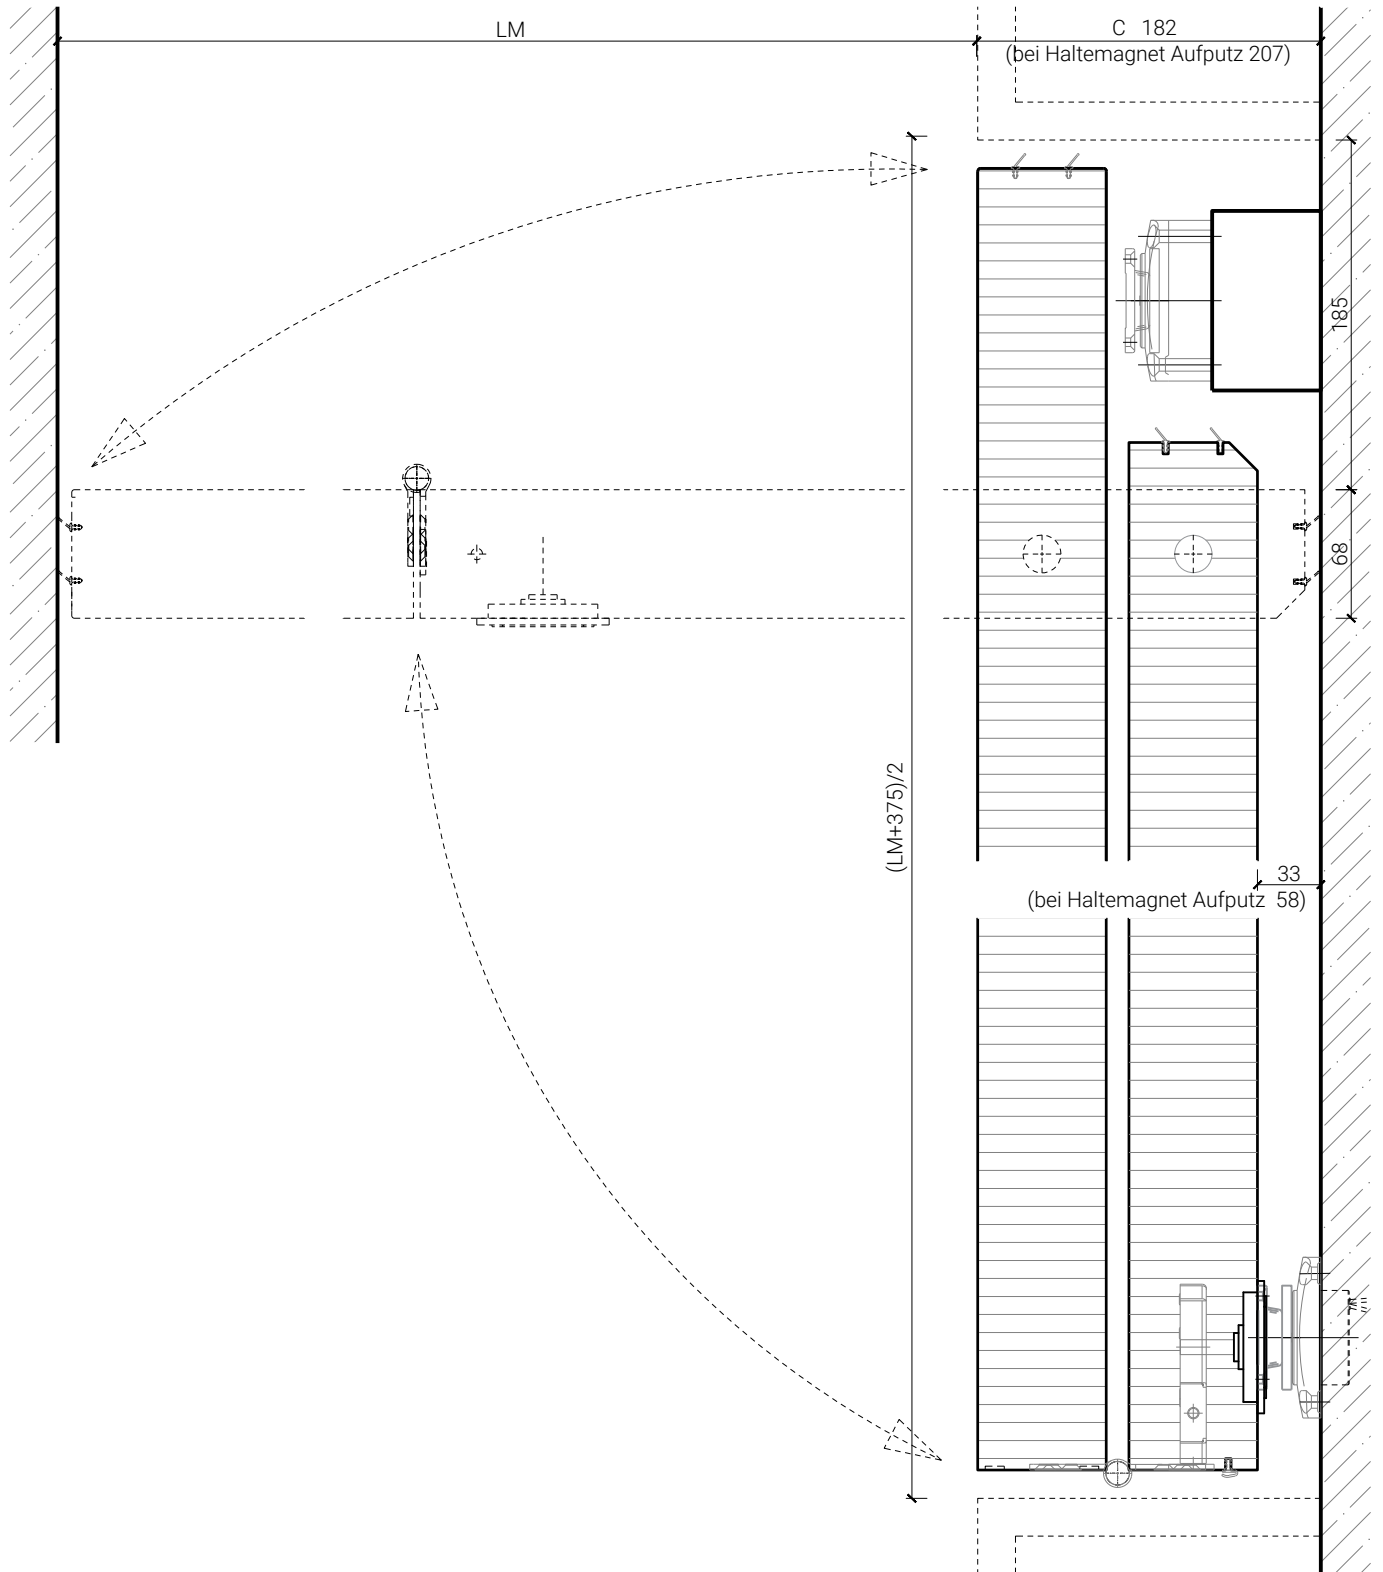 LM
C 182
(bei Haltemagnet Aufputz 207)
185
68
(LM+375)/2
33
(bei Haltemagnet Aufputz 58)